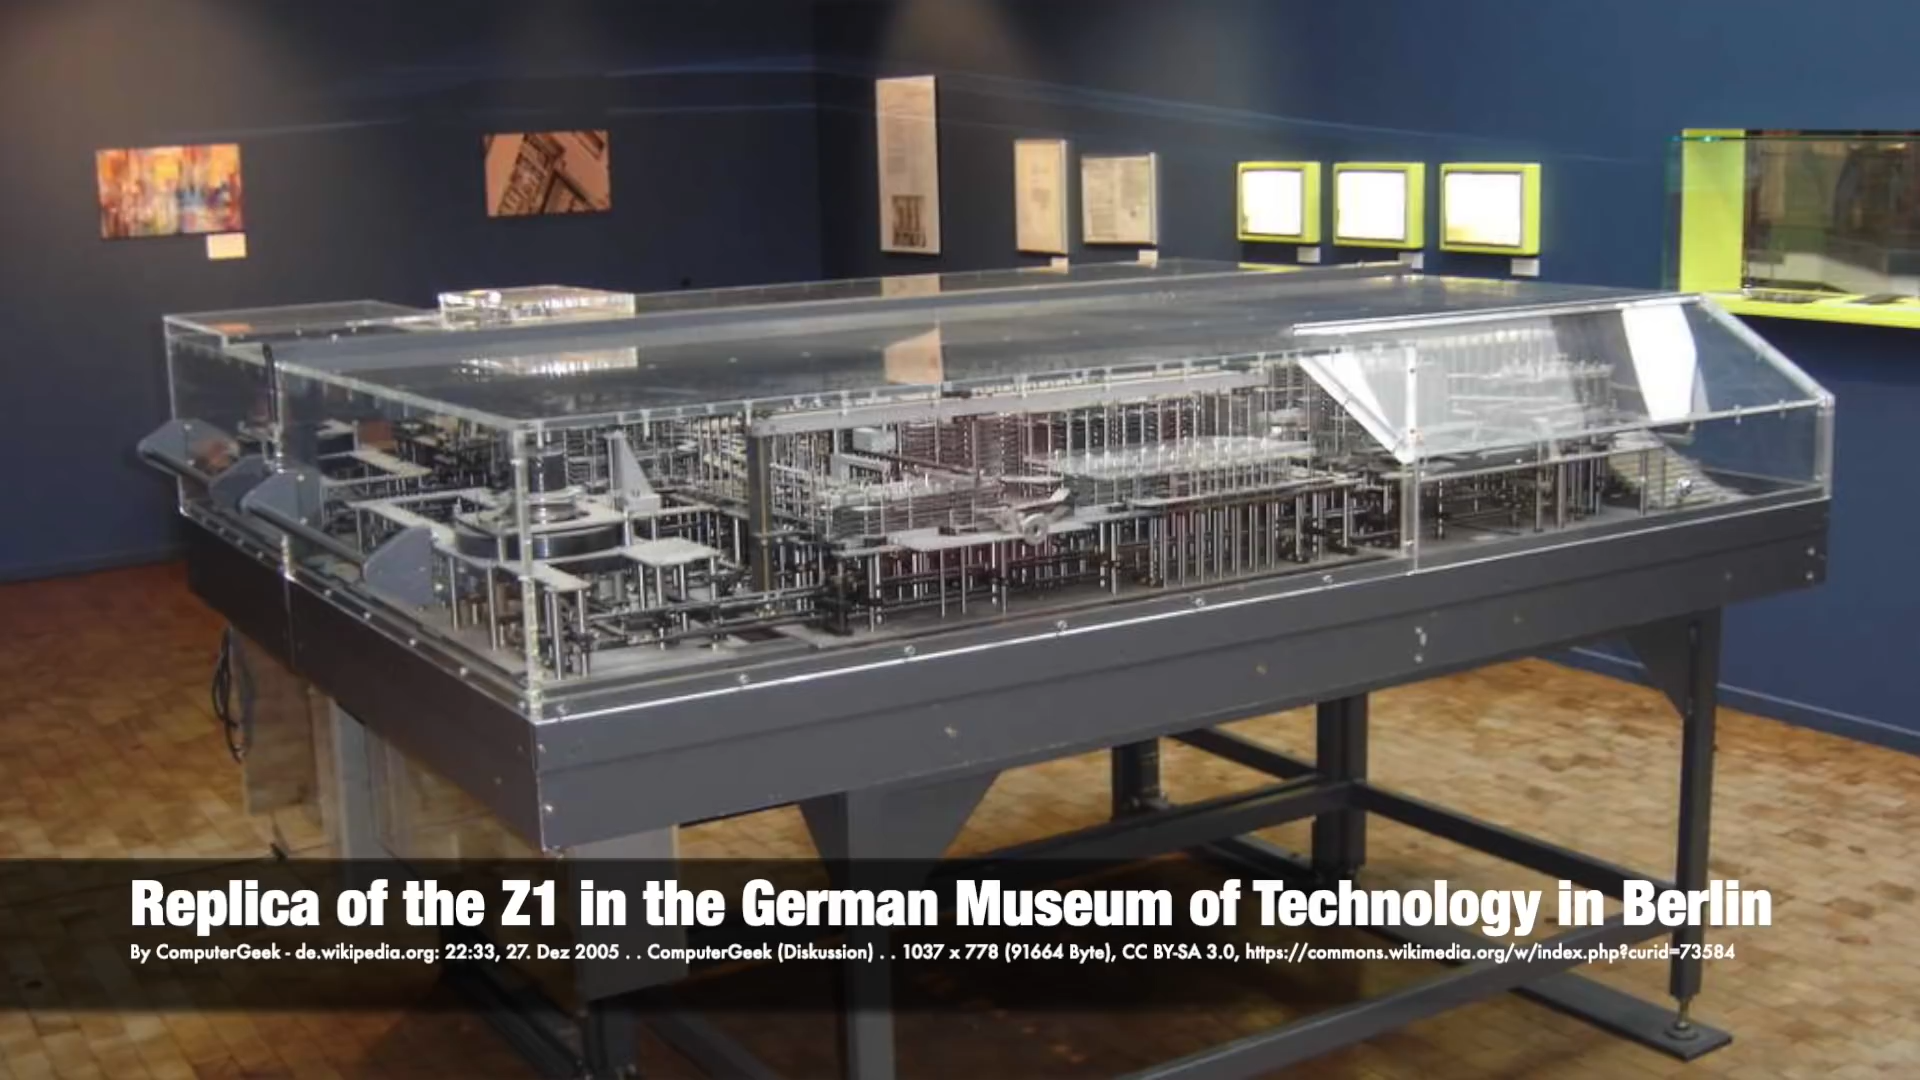 Replica of the Z1 in the German Museum of Technology in Berlin
By ComputerGeek - de.wikipedia.org: 22:33, 27. Dez 2005 . . ComputerGeek (Diskussion) . . 1037 x 778 (91664 Byte), CC BY-SA 3.0, https://commons.wikimedia.org/w/index.php?curid=73584